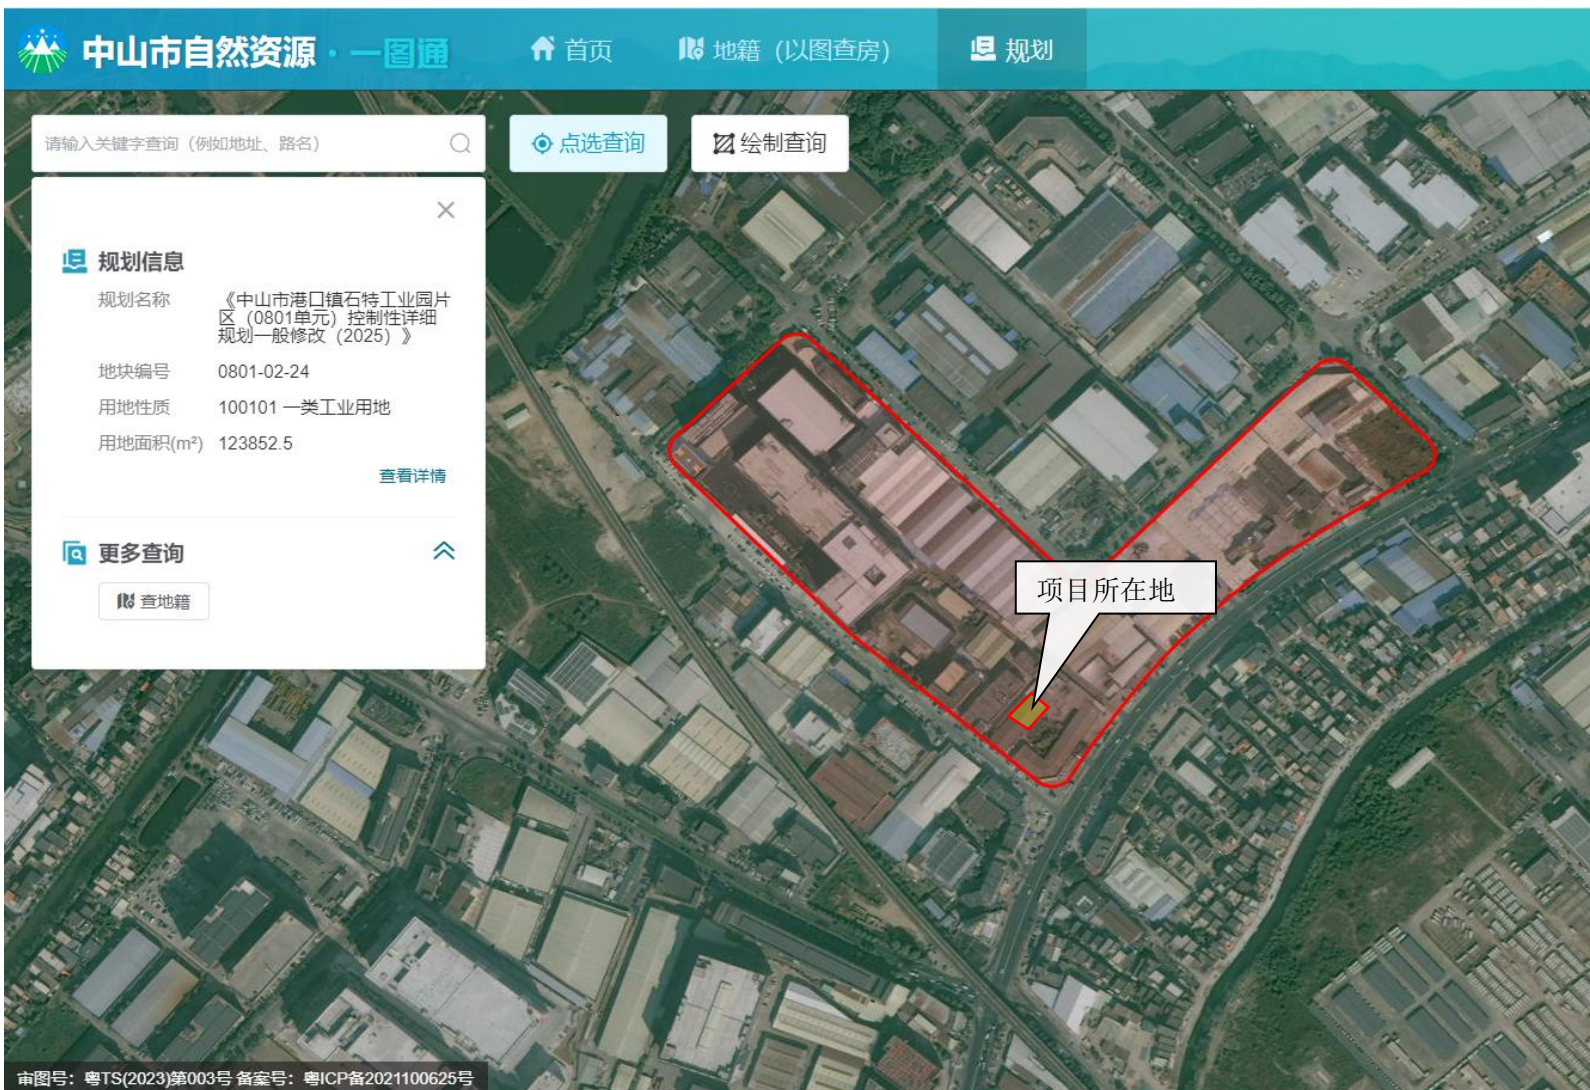 中山市自然资源·一图通
首页
地籍（以图查房）
规划
请输入关键字查询（例如地址、路名）
点选查询
绘制查询
规划信息
规划名称
《中山市港口镇石特工业园片
区（0801单元）控制性详细
规划一般修改（2025）》
地块编号 0801-02-24
用地性质 100101 一类工业用地
用地面积(m²) 123852.5
查看详情
更多查询
查地籍
项目所在地
审图号：粤TS(2023)第003号 备案号：粤ICP备2021100625号